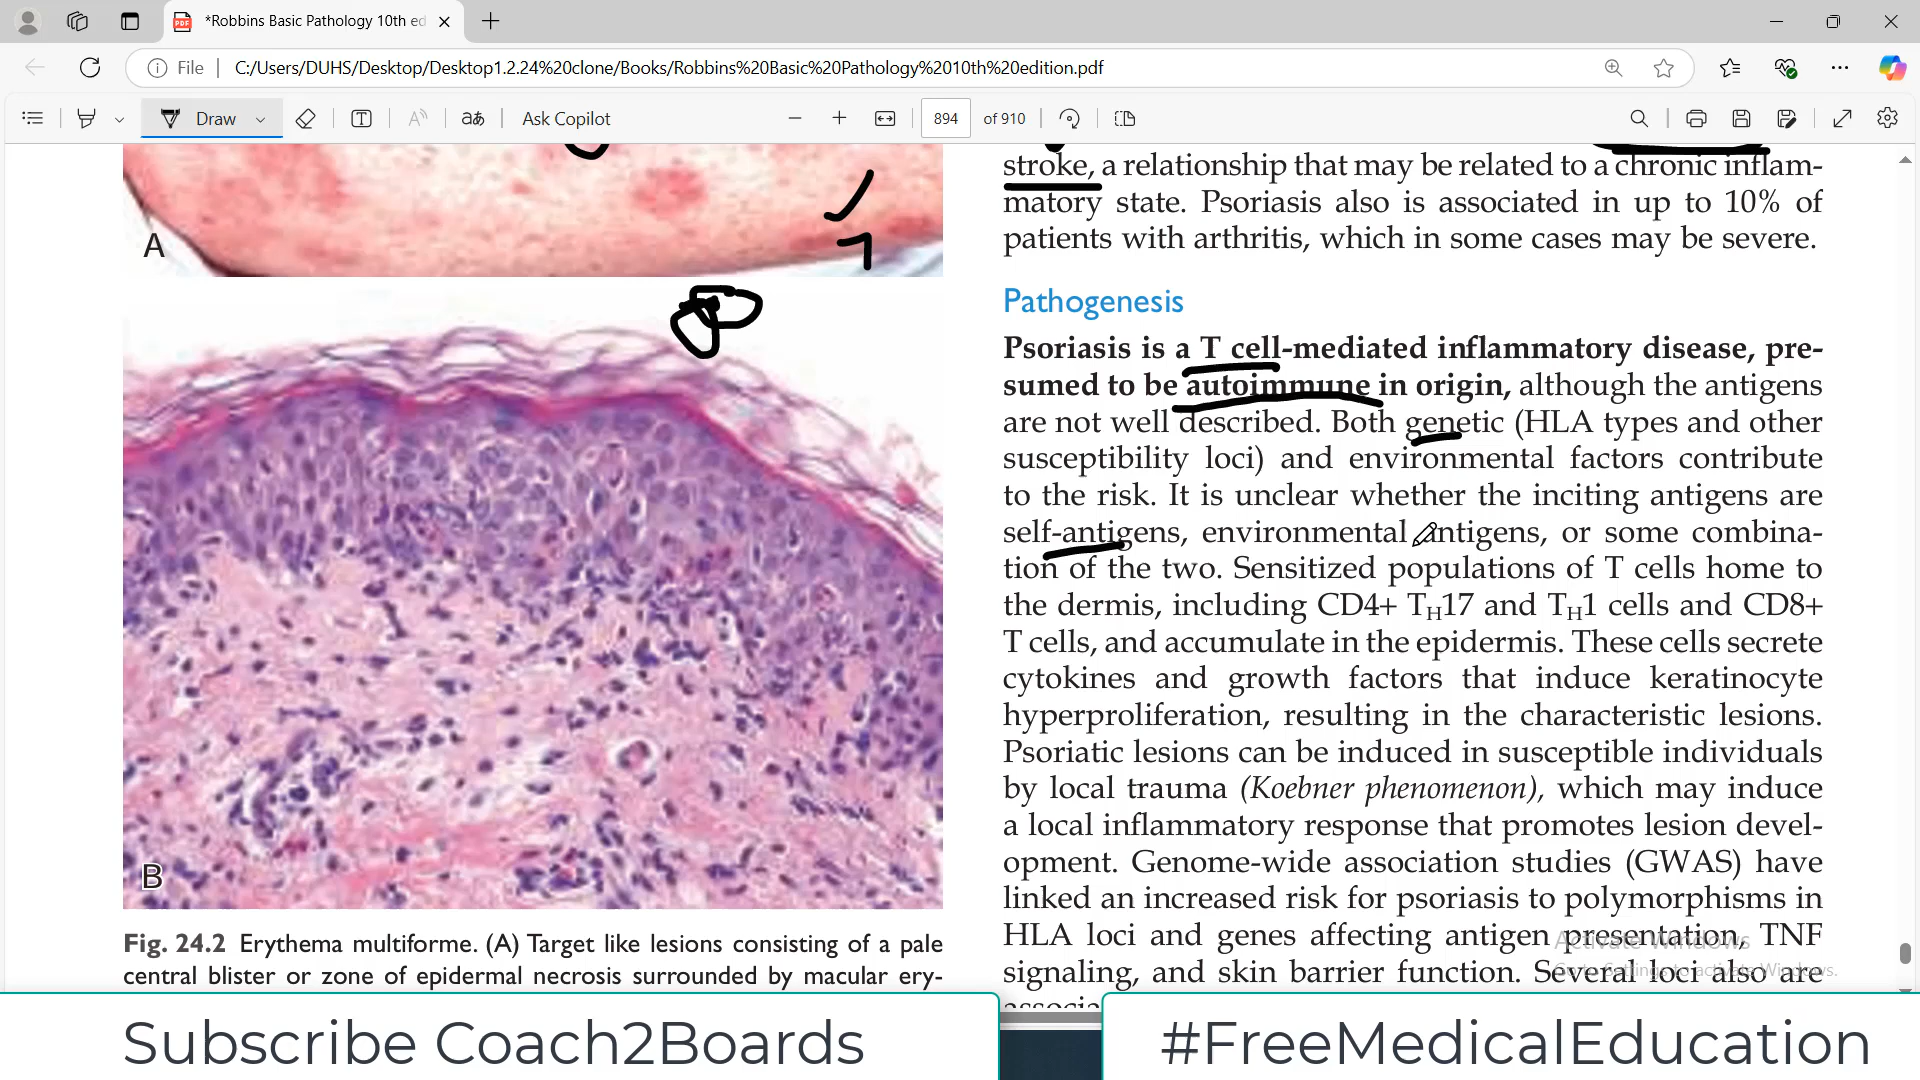 *Robbins Basic Pathology 10th ed
File
C:/Users/DUHS/Desktop/Desktop1.2.24%20clone/Books/Robbins%20Basic%20Pathology%2010th%20edition.pdf
Draw
Ask Copilot
894 of 910
A
B
Fig. 24.2 Erythema multiforme. (A) Target like lesions consisting of a pale
central blister or zone of epidermal necrosis surrounded by macular ery-
stroke, a relationship that may be related to a chronic inflam-
matory state. Psoriasis also is associated in up to 10% of
patients with arthritis, which in some cases may be severe.
Pathogenesis
Psoriasis is a T cell-mediated inflammatory disease, pre-
sumed to be autoimmune in origin, although the antigens
are not well described. Both genetic (HLA types and other
susceptibility loci) and environmental factors contribute
to the risk. It is unclear whether the inciting antigens are
self-antigens, environmental antigens, or some combina-
tion of the two. Sensitized populations of T cells home to
the dermis, including CD4+ TH17 and TH1 cells and CD8+
T cells, and accumulate in the epidermis. These cells secrete
cytokines and growth factors that induce keratinocyte
hyperproliferation, resulting in the characteristic lesions.
Psoriatic lesions can be induced in susceptible individuals
by local trauma (Koebner phenomenon), which may induce
a local inflammatory response that promotes lesion devel-
opment. Genome-wide association studies (GWAS) have
linked an increased risk for psoriasis to polymorphisms in
HLA loci and genes affecting antigen presentation, TNF
signaling, and skin barrier function. Several loci also are
Activate Windows
Go to Settings to activate Windows.
Subscribe Coach2Boards
#FreeMedicalEducation